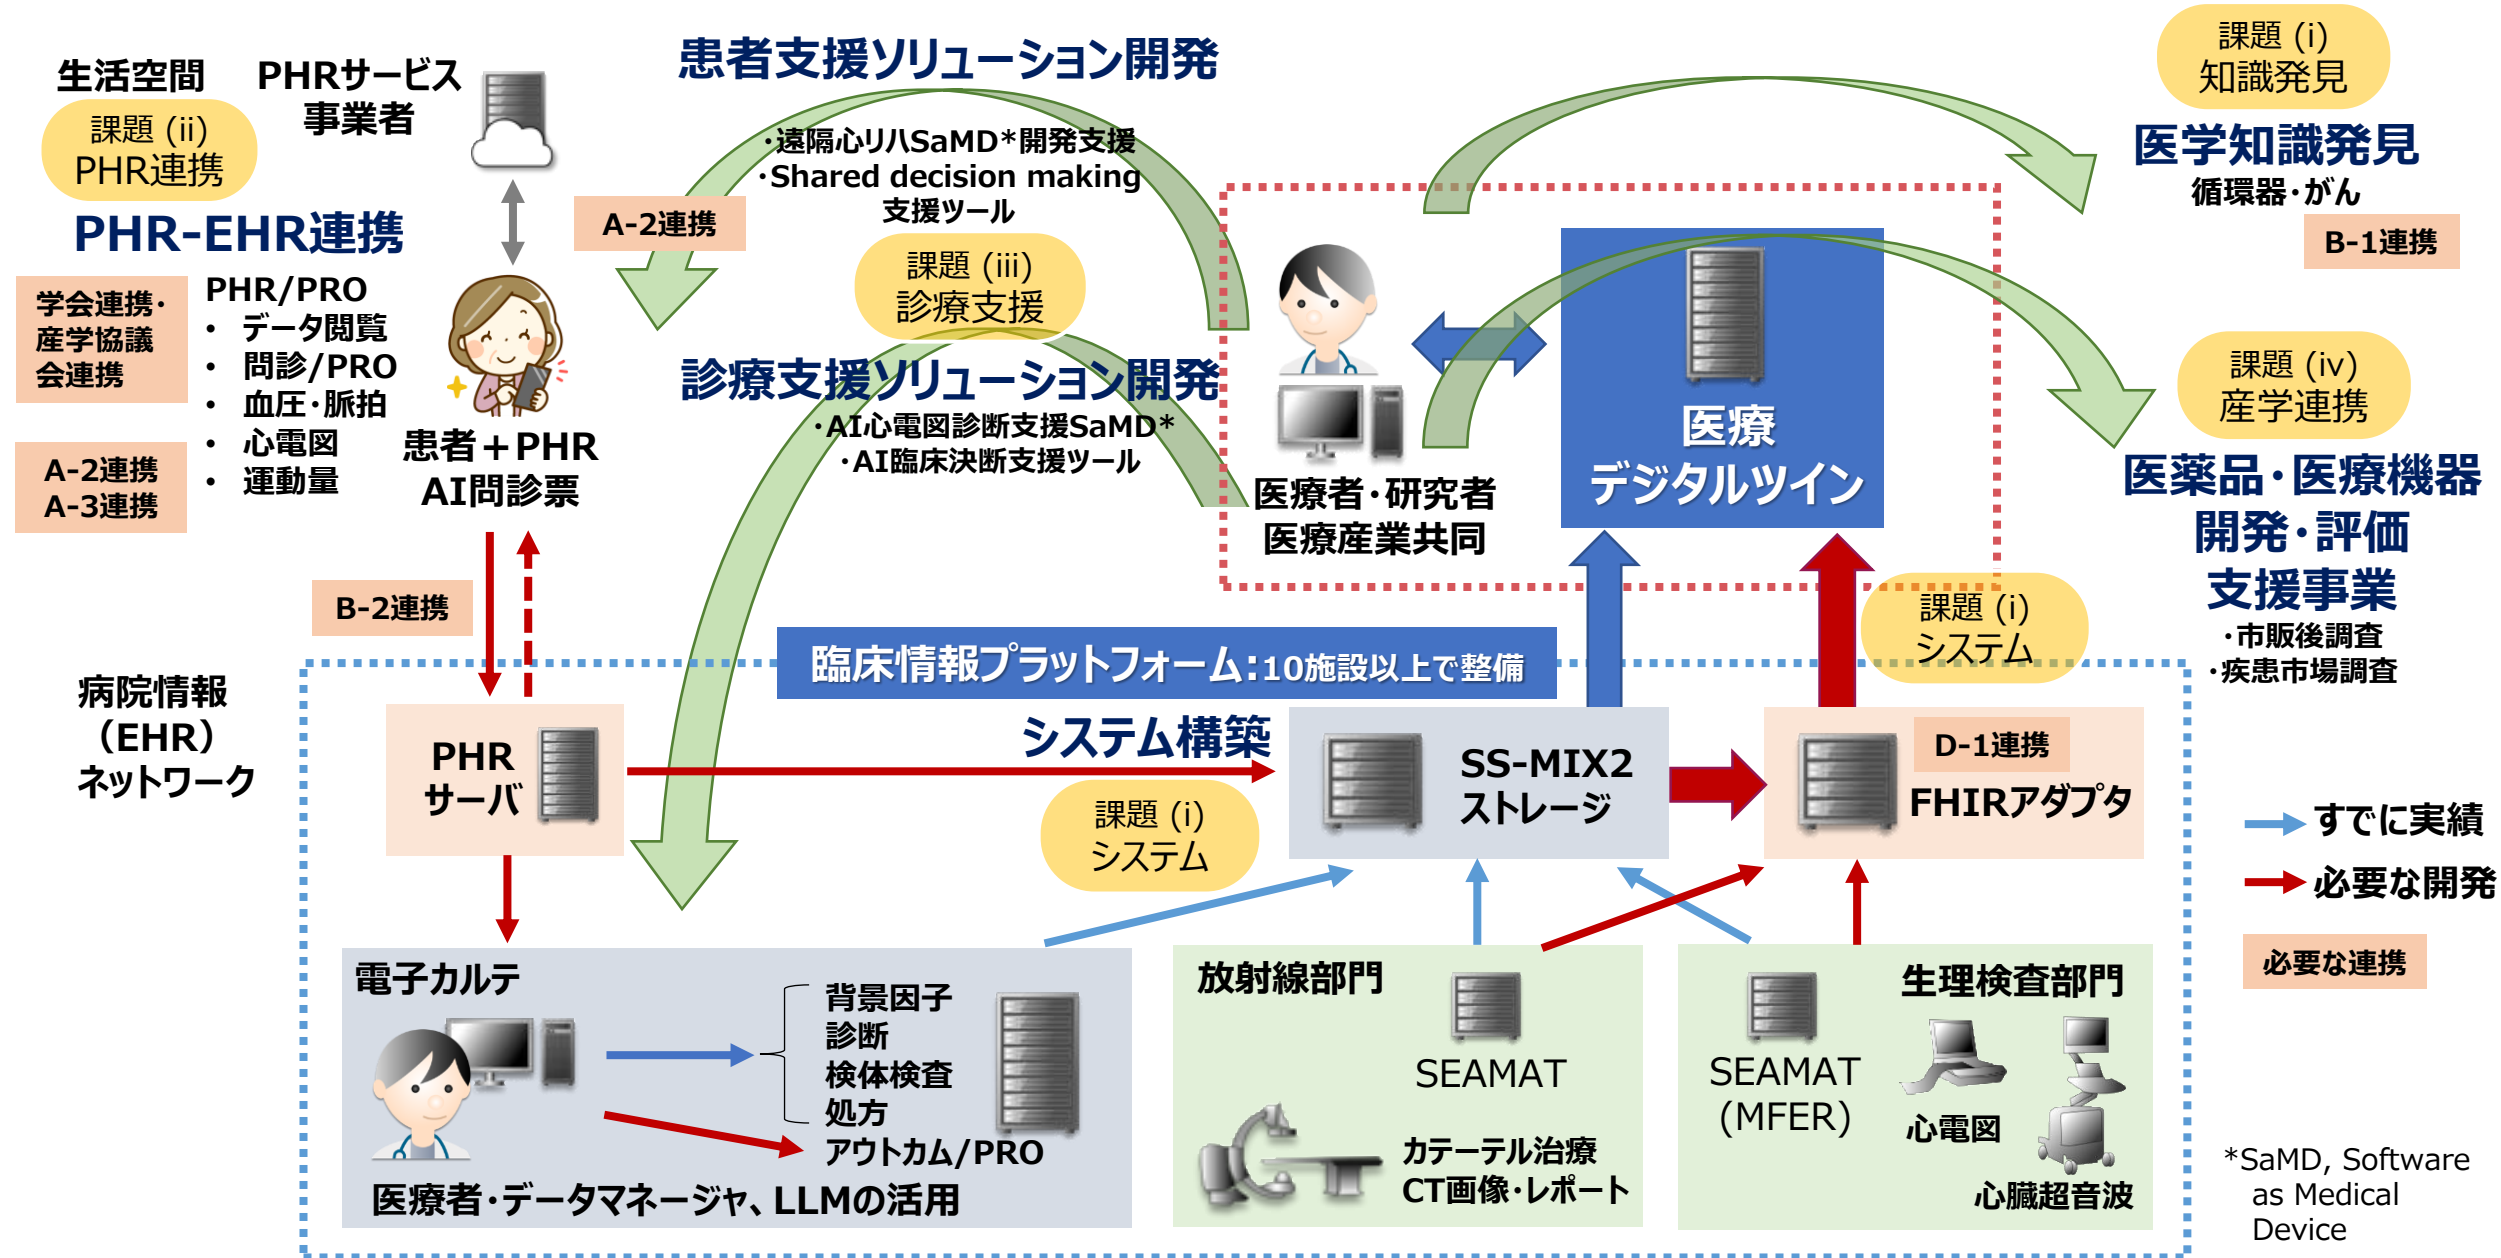 生活空間
課題 (ii)
PHR連携
PHRサービス
事業者
PHR-EHR連携
学会連携・
産学協議
会連携
A-2連携
A-3連携
PHR/PRO
• データ閲覧
• 問診/PRO
• 血圧・脈拍
• 心電図
• 運動量
患者＋PHR
AI問診票
B-2連携
患者支援ソリューション開発
・遠隔心リハSaMD*開発支援
・Shared decision making
支援ツール
A-2連携
課題 (iii)
診療支援
診療支援ソリューション開発
・AI心電図診断支援SaMD*
・AI臨床決断支援ツール
医療者・研究者
医療産業共同
医療
デジタルツイン
課題 (i)
知識発見
医学知識発見
循環器・がん
B-1連携
課題 (iv)
産学連携
医薬品・医療機器
開発・評価
支援事業
・市販後調査
・疾患市場調査
課題 (i)
システム
臨床情報プラットフォーム：10施設以上で整備
病院情報
（EHR）
ネットワーク
PHR
サーバ
システム構築
課題 (i)
システム
SS-MIX2
ストレージ
D-1連携
FHIRアダプタ
すでに実績
必要な開発
必要な連携
電子カルテ
背景因子
診断
検体検査
処方
アウトカム/PRO
医療者・データマネージャ、LLMの活用
放射線部門
SEAMAT
カテーテル治療
CT画像・レポート
生理検査部門
SEAMAT
(MFER)
心電図
心臓超音波
*SaMD, Software
as Medical
Device